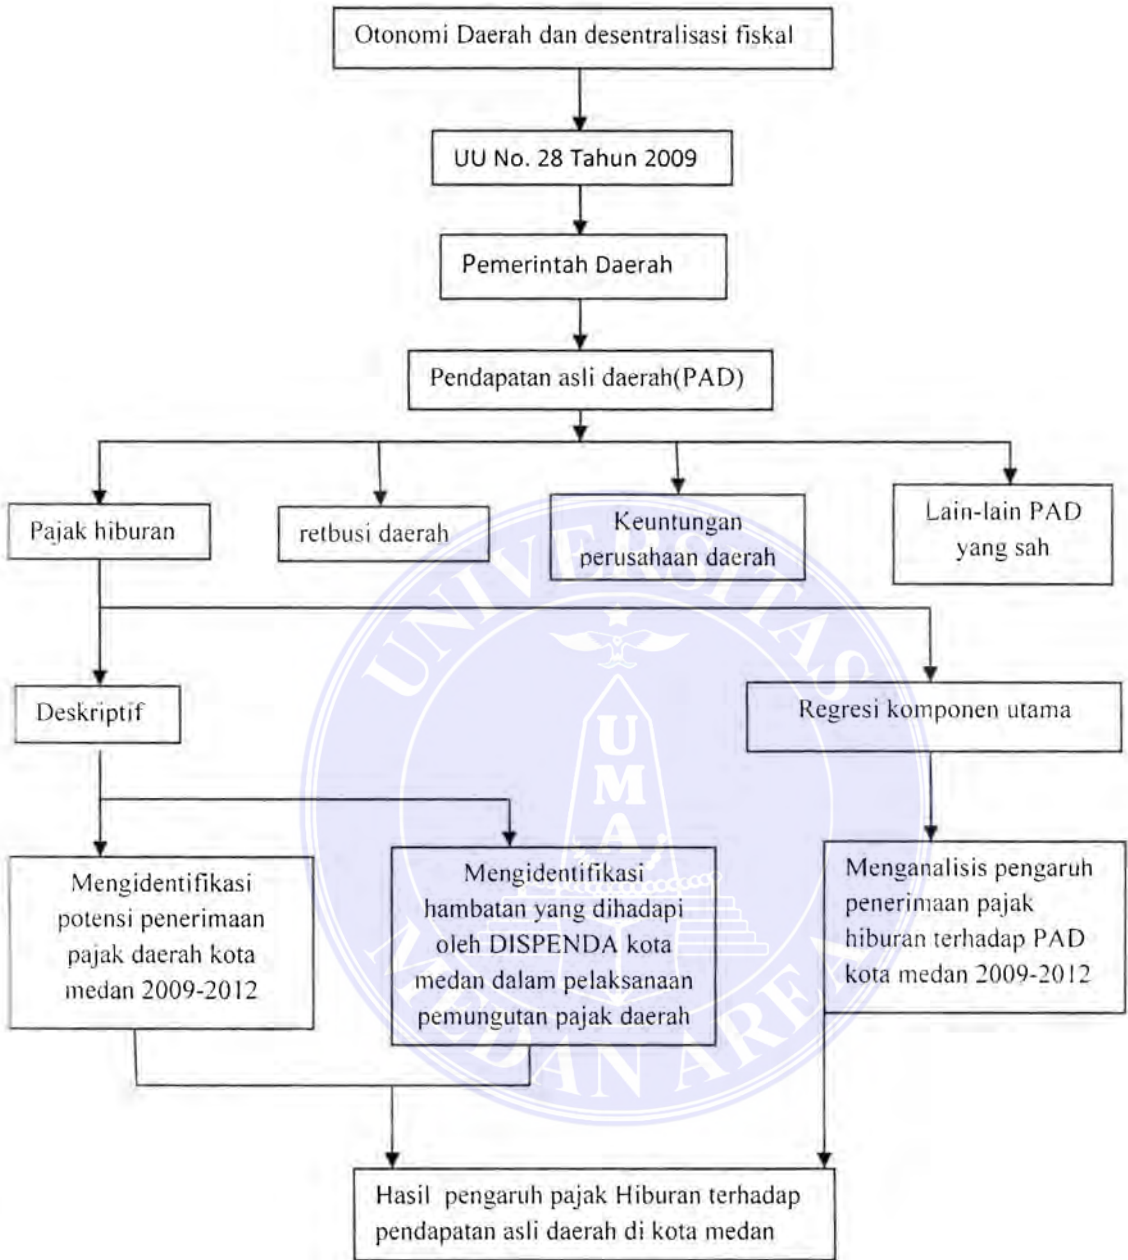 Otonomi Daerah dan desentralisasi fiskal
UU No. 28 Tahun 2009
Pemerintah Daerah
Pendapatan asli daerah(PAD)
Pajak hiburan
retbusi daerah
Keuntungan
perusahaan daerah
Lain-lain PAD
yang sah
Deskriptif
Regresi komponen utama
Mengidentifikasi
potensi penerimaan
pajak daerah kota
medan 2009-2012
Mengidentifikasi
hambatan yang dihadapi
oleh DISPENDA kota
medan dalam pelaksanaan
pemungutan pajak daerah
Menganalisis pengaruh
penerimaan pajak
hiburan terhadap PAD
kota medan 2009-2012
Hasil pengaruh pajak Hiburan terhadap
pendapatan asli daerah di kota medan
UNIVERSITAS
UMA
MEDAN AREA